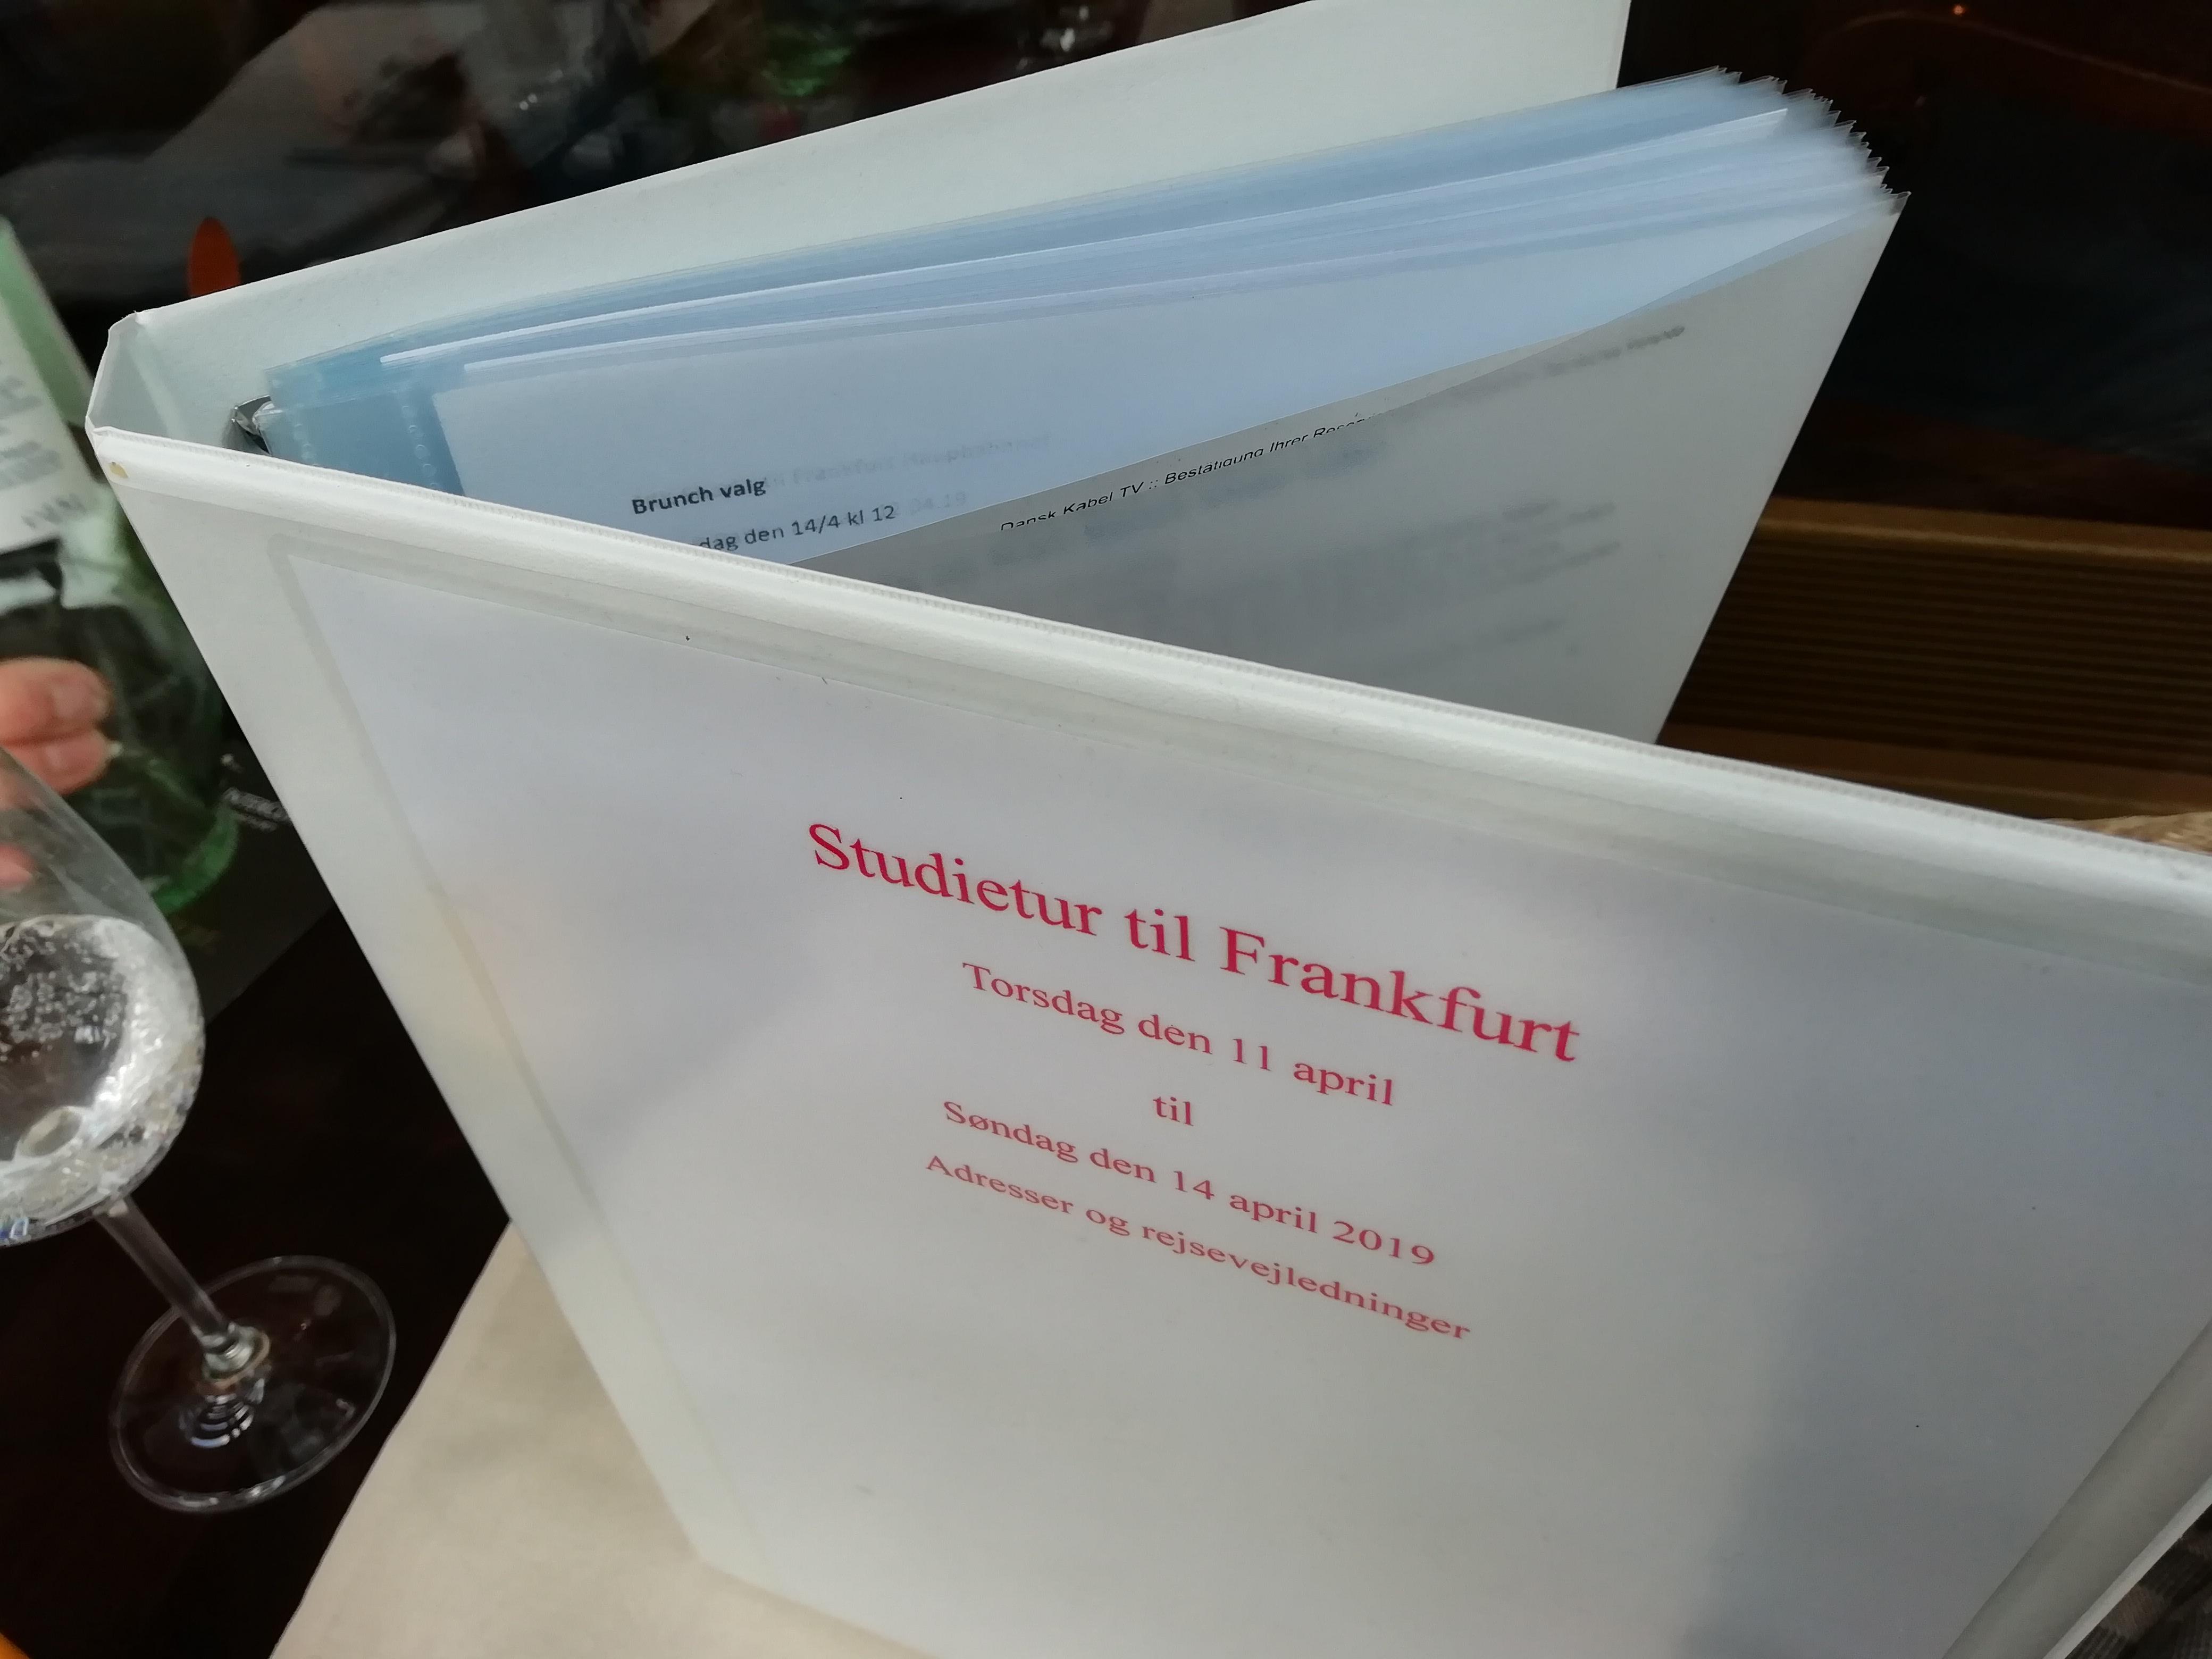 Brunch valg
dag den 14/4 kl 12
Dansk Kabel TV :: Bestätigung Ihrer
Studietur til Frankfurt
Torsdag den 11 april
til
Søndag den 14 april 2019
Adresser og rejsevejledninger